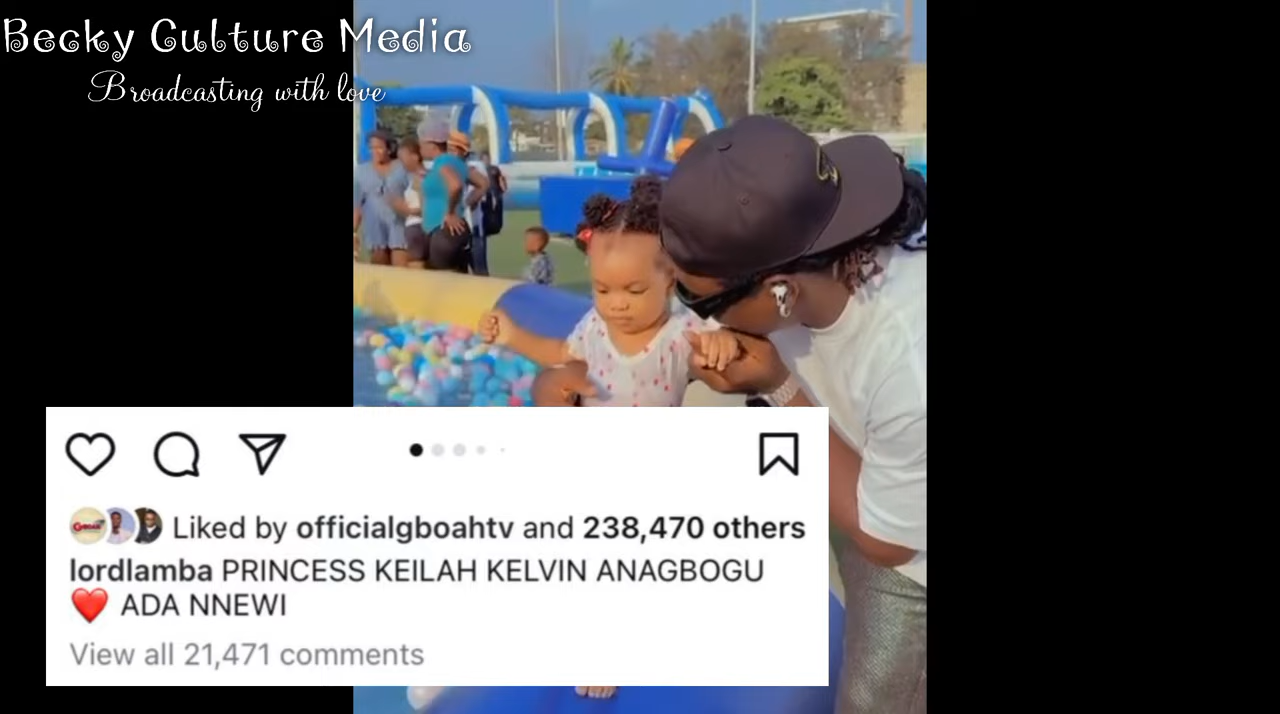 Becky Culture Media
Broadcasting with love
Liked by officialgboahtv and 238,470 others
lordlamba PRINCESS KEILAH KELVIN ANAGBOGU
❤️ ADA NNEWI
View all 21,471 comments